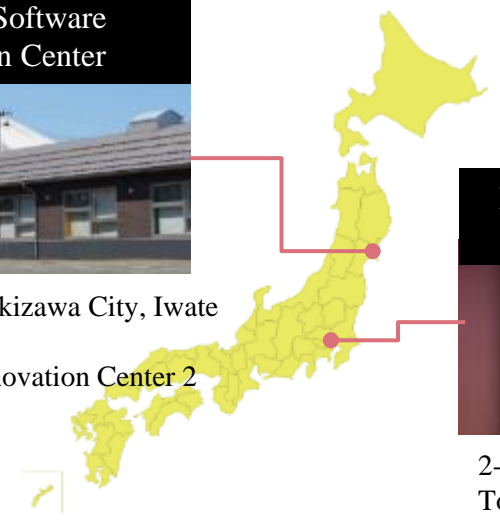 Software
n Center
kizawa City, Iwate
ovation Center 2
2-
To